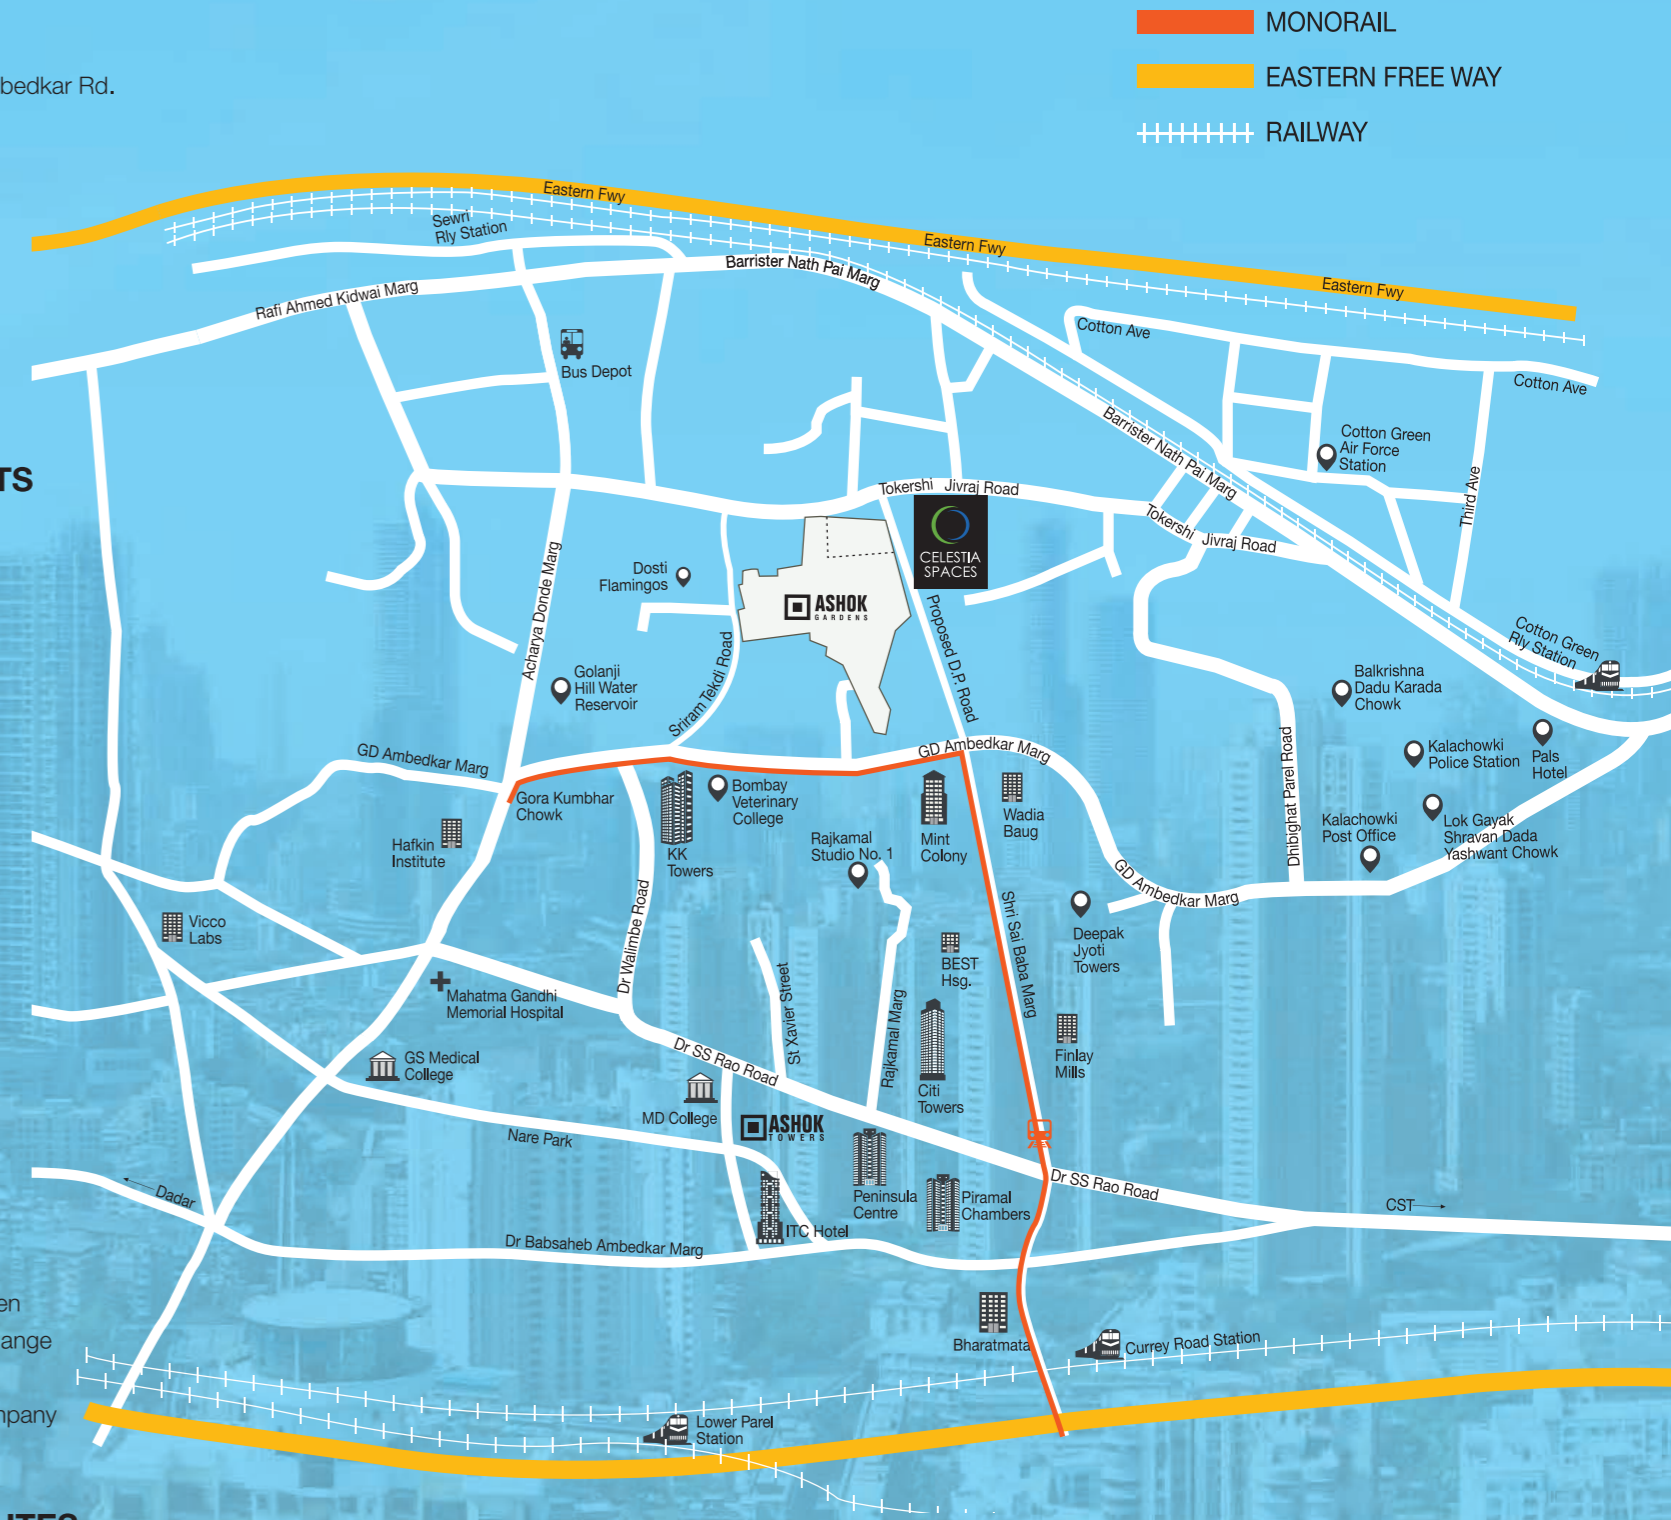 MONORAIL
EASTERN FREE WAY
RAILWAY
bedkar Rd.
Eastern Fwy
Eastern Fwy
Eastern Fwy
Sewri
Rly Station
Barrister Nath Pai Marg
Rafi Ahmed Kidwai Marg
Cotton Ave
Cotton Ave
Bus Depot
Barrister Nath Pai Marg
Cotton Green
Air Force
Station
TS
Tokershi Jivraj Road
Third Ave
Tokershi Jivraj Road
CELESTIA
SPACES
Acharya Donde Marg
Dosti
Flamingos
ASHOK
GARDENS
Proposed D.P. Road
Sriram Tekdi Road
Cotton Green
Rly Station
Golanji
Hill Water
Reservoir
Balkrishna
Dadu Karada
Chowk
GD Ambedkar Marg
GD Ambedkar Marg
Dhibighat Parel Road
Kalachowki
Police Station
Pals
Hotel
Gora Kumbhar
Chowk
Bombay
Veterinary
College
Wadia
Baug
Kalachowki
Post Office
Lok Gayak
Shravan Dada
Yashwant Chowk
Hafkin
Institute
KK
Towers
Rajkamal
Studio No. 1
Mint
Colony
GD Ambedkar Marg
Vicco
Labs
Dr Walimbe Road
Shri Sai Baba Marg
Deepak
Jyoti
Towers
BEST
Hsg.
Mahatma Gandhi
Memorial Hospital
St Xavier Street
Rajkamal Marg
GS Medical
College
Dr SS Rao Road
Finlay
Mills
Citi
Towers
MD College
ASHOK
TOWERS
Nare Park
Dadar
Peninsula
Centre
Piramal
Chambers
Dr SS Rao Road
CST
ITC Hotel
Dr Babsaheb Ambedkar Marg
en
ange
Bharatmata
Currey Road Station
mpany
Lower Parel
Station